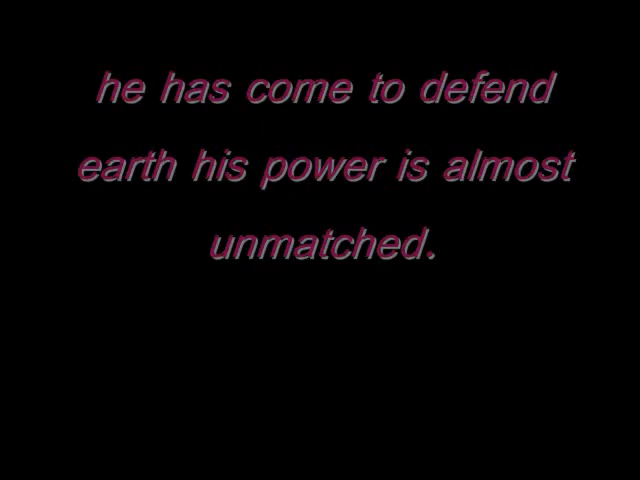 he has come to defend
earth his power is almost
unmatched.